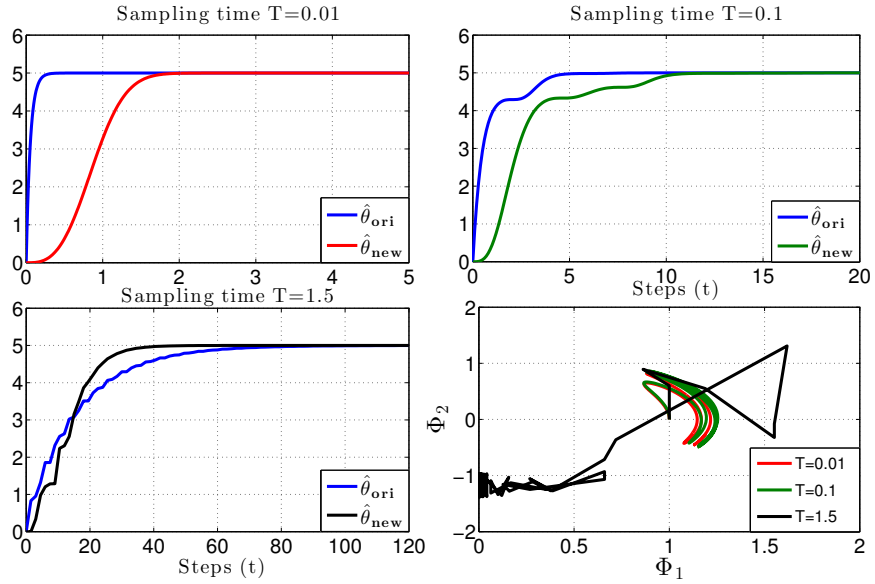 Sampling time T=0.01
6
5
4
3
2
1
0
0 1 2 3 4 5
θ̂ori
θ̂new
Sampling time T=0.1
6
5
4
3
2
1
0
0 5 10 15 20
Steps (t)
θ̂ori
θ̂new
Sampling time T=1.5
6
5
4
3
2
1
0
0 20 40 60 80 100 120
Steps (t)
θ̂ori
θ̂new
Φ2
2
1
0
−1
−2
0 0.5 1 1.5 2
Φ1
T=0.01
T=0.1
T=1.5